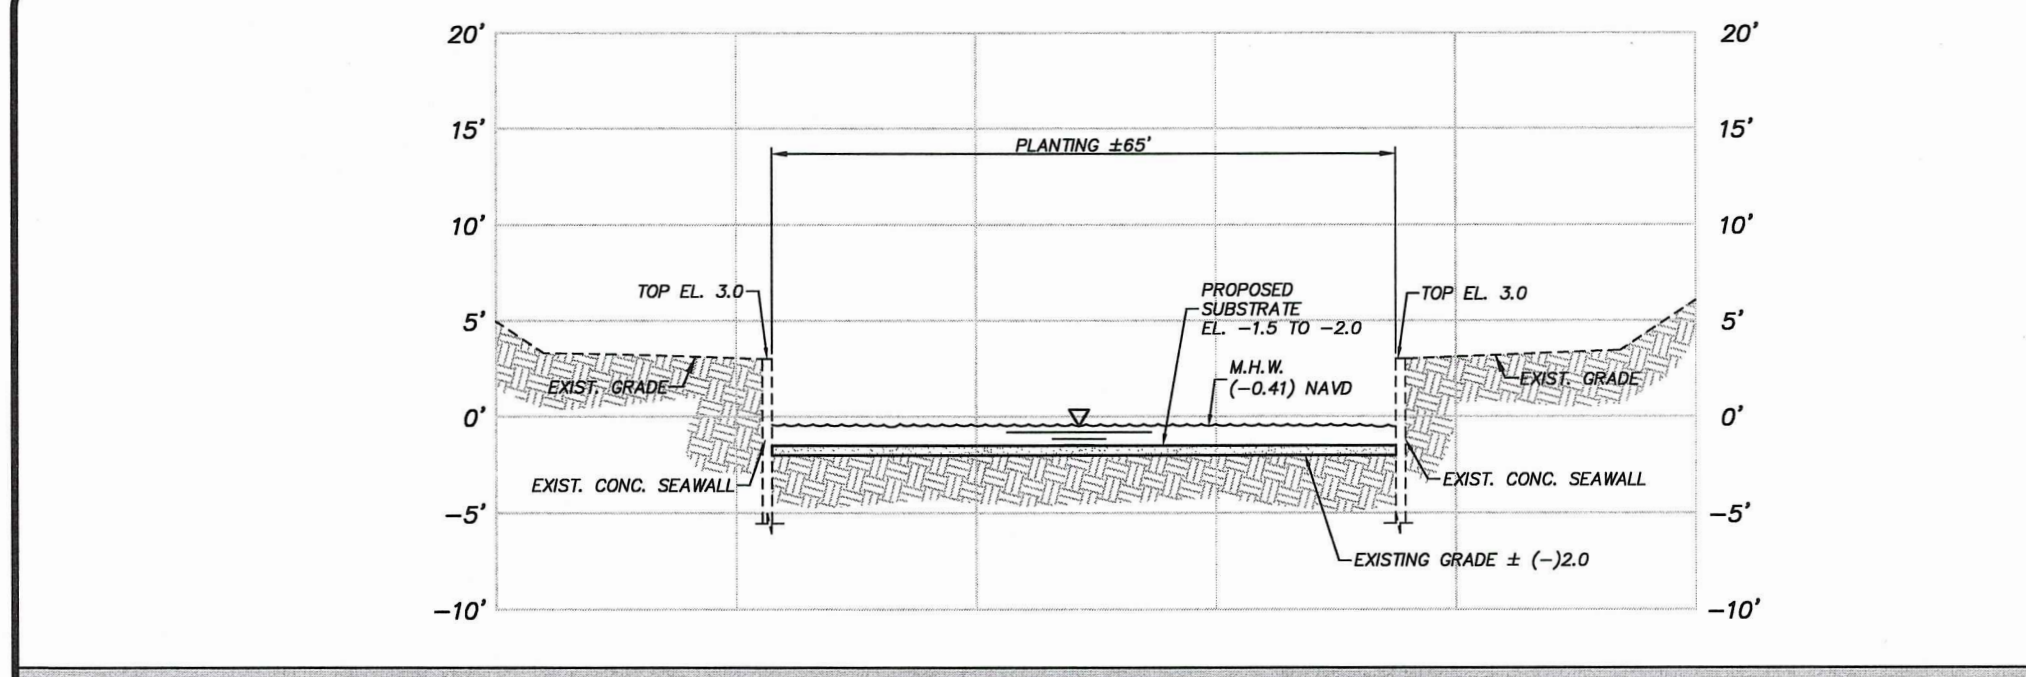 20' 20'
15' 15'
PLANTING ±65'
10' 10'
TOP EL. 3.0
PROPOSED
SUBSTRATE
EL. −1.5 TO −2.0
TOP EL. 3.0
5' 5'
M.H.W.
(−0.41) NAVD
EXIST. GRADE
EXIST. GRADE
0' 0'
EXIST. CONC. SEAWALL
EXIST. CONC. SEAWALL
−5' −5'
EXISTING GRADE ± (−)2.0
−10' −10'